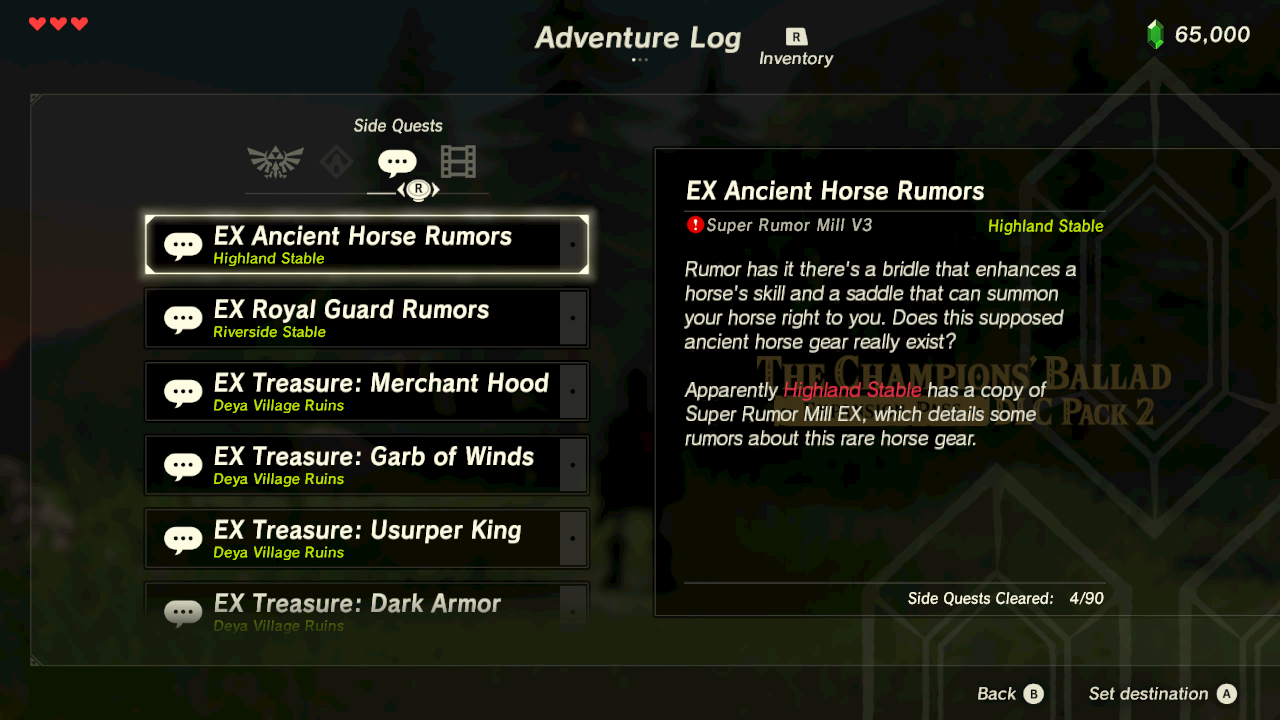 Adventure Log
R
Inventory
65,000
Side Quests
R
EX Ancient Horse Rumors
Highland Stable
EX Royal Guard Rumors
Riverside Stable
EX Treasure: Merchant Hood
Deya Village Ruins
EX Treasure: Garb of Winds
Deya Village Ruins
EX Treasure: Usurper King
Deya Village Ruins
EX Treasure: Dark Armor
Deya Village Ruins
EX Ancient Horse Rumors
Super Rumor Mill V3
Highland Stable
Rumor has it there's a bridle that enhances a
horse's skill and a saddle that can summon
your horse right to you. Does this supposed
ancient horse gear really exist?
Apparently Highland Stable has a copy of
Super Rumor Mill EX, which details some
rumors about this rare horse gear.
The Champions' Ballad
DLC Pack 2
Side Quests Cleared: 4/90
Back B
Set destination A